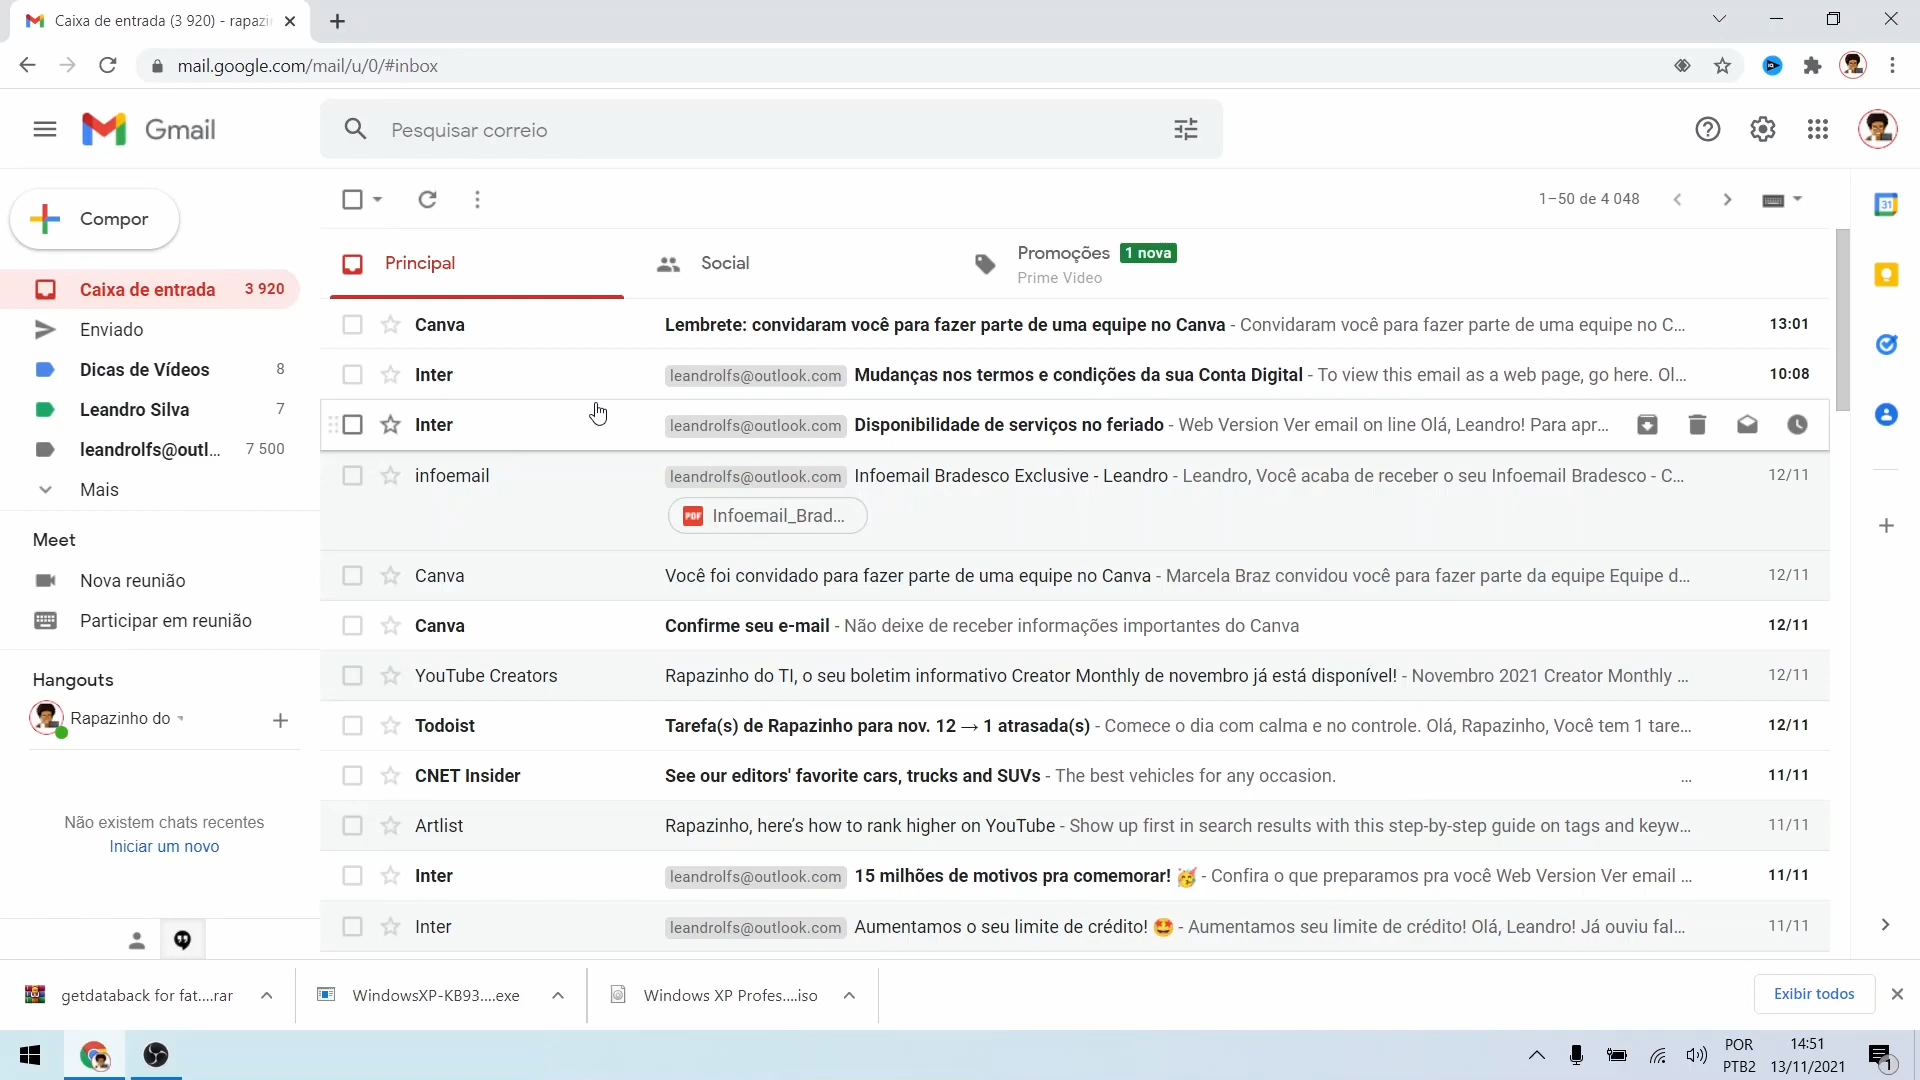 Caixa de entrada (3 920) - rapazin
mail.google.com/mail/u/0/#inbox
Gmail
Pesquisar correio
Compor
1–50 de 4 048
31
Principal
Social
Promoções 1 nova
Prime Video
Caixa de entrada 3 920
Enviado
Dicas de Vídeos 8
Leandro Silva 7
leandrolfs@outl... 7 500
Mais
Meet
Nova reunião
Participar em reunião
Hangouts
Rapazinho do
Não existem chats recentes
Iniciar um novo
Canva Lembrete: convidaram você para fazer parte de uma equipe no Canva - Convidaram você para fazer parte de uma equipe no C... 13:01
Inter leandrolfs@outlook.com Mudanças nos termos e condições da sua Conta Digital - To view this email as a web page, go here. Ol... 10:08
Inter leandrolfs@outlook.com Disponibilidade de serviços no feriado - Web Version Ver email on line Olá, Leandro! Para apr...
infoemail leandrolfs@outlook.com Infoemail Bradesco Exclusive - Leandro - Leandro, Você acaba de receber o seu Infoemail Bradesco - C... 12/11
PDF Infoemail_Brad...
Canva Você foi convidado para fazer parte de uma equipe no Canva - Marcela Braz convidou você para fazer parte da equipe Equipe d... 12/11
Canva Confirme seu e-mail - Não deixe de receber informações importantes do Canva 12/11
YouTube Creators Rapazinho do TI, o seu boletim informativo Creator Monthly de novembro já está disponível! - Novembro 2021 Creator Monthly ... 12/11
Todoist Tarefa(s) de Rapazinho para nov. 12 → 1 atrasada(s) - Comece o dia com calma e no controle. Olá, Rapazinho, Você tem 1 tare... 12/11
CNET Insider See our editors' favorite cars, trucks and SUVs - The best vehicles for any occasion. ... 11/11
Artlist Rapazinho, here's how to rank higher on YouTube - Show up first in search results with this step-by-step guide on tags and keyw... 11/11
Inter leandrolfs@outlook.com 15 milhões de motivos pra comemorar! 🥳 - Confira o que preparamos pra você Web Version Ver email ... 11/11
Inter leandrolfs@outlook.com Aumentamos o seu limite de crédito! 🤩 - Aumentamos seu limite de crédito! Olá, Leandro! Já ouviu fal... 11/11
getdataback for fat....rar
WindowsXP-KB93....exe
Windows XP Profes....iso
Exibir todos
POR
PTB2
14:51
13/11/2021
1